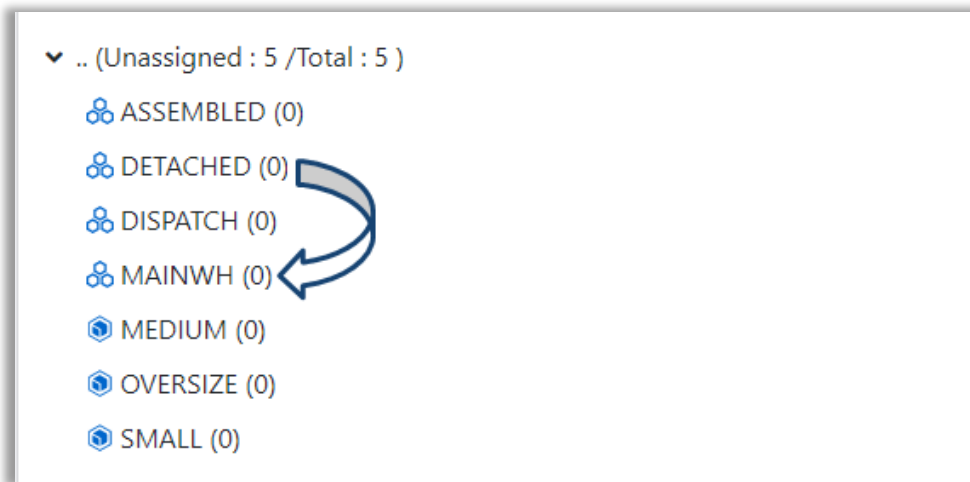 .. (Unassigned : 5 /Total : 5 )
ASSEMBLED (0)
DETACHED (0)
DISPATCH (0)
MAINWH (0)
MEDIUM (0)
OVERSIZE (0)
SMALL (0)